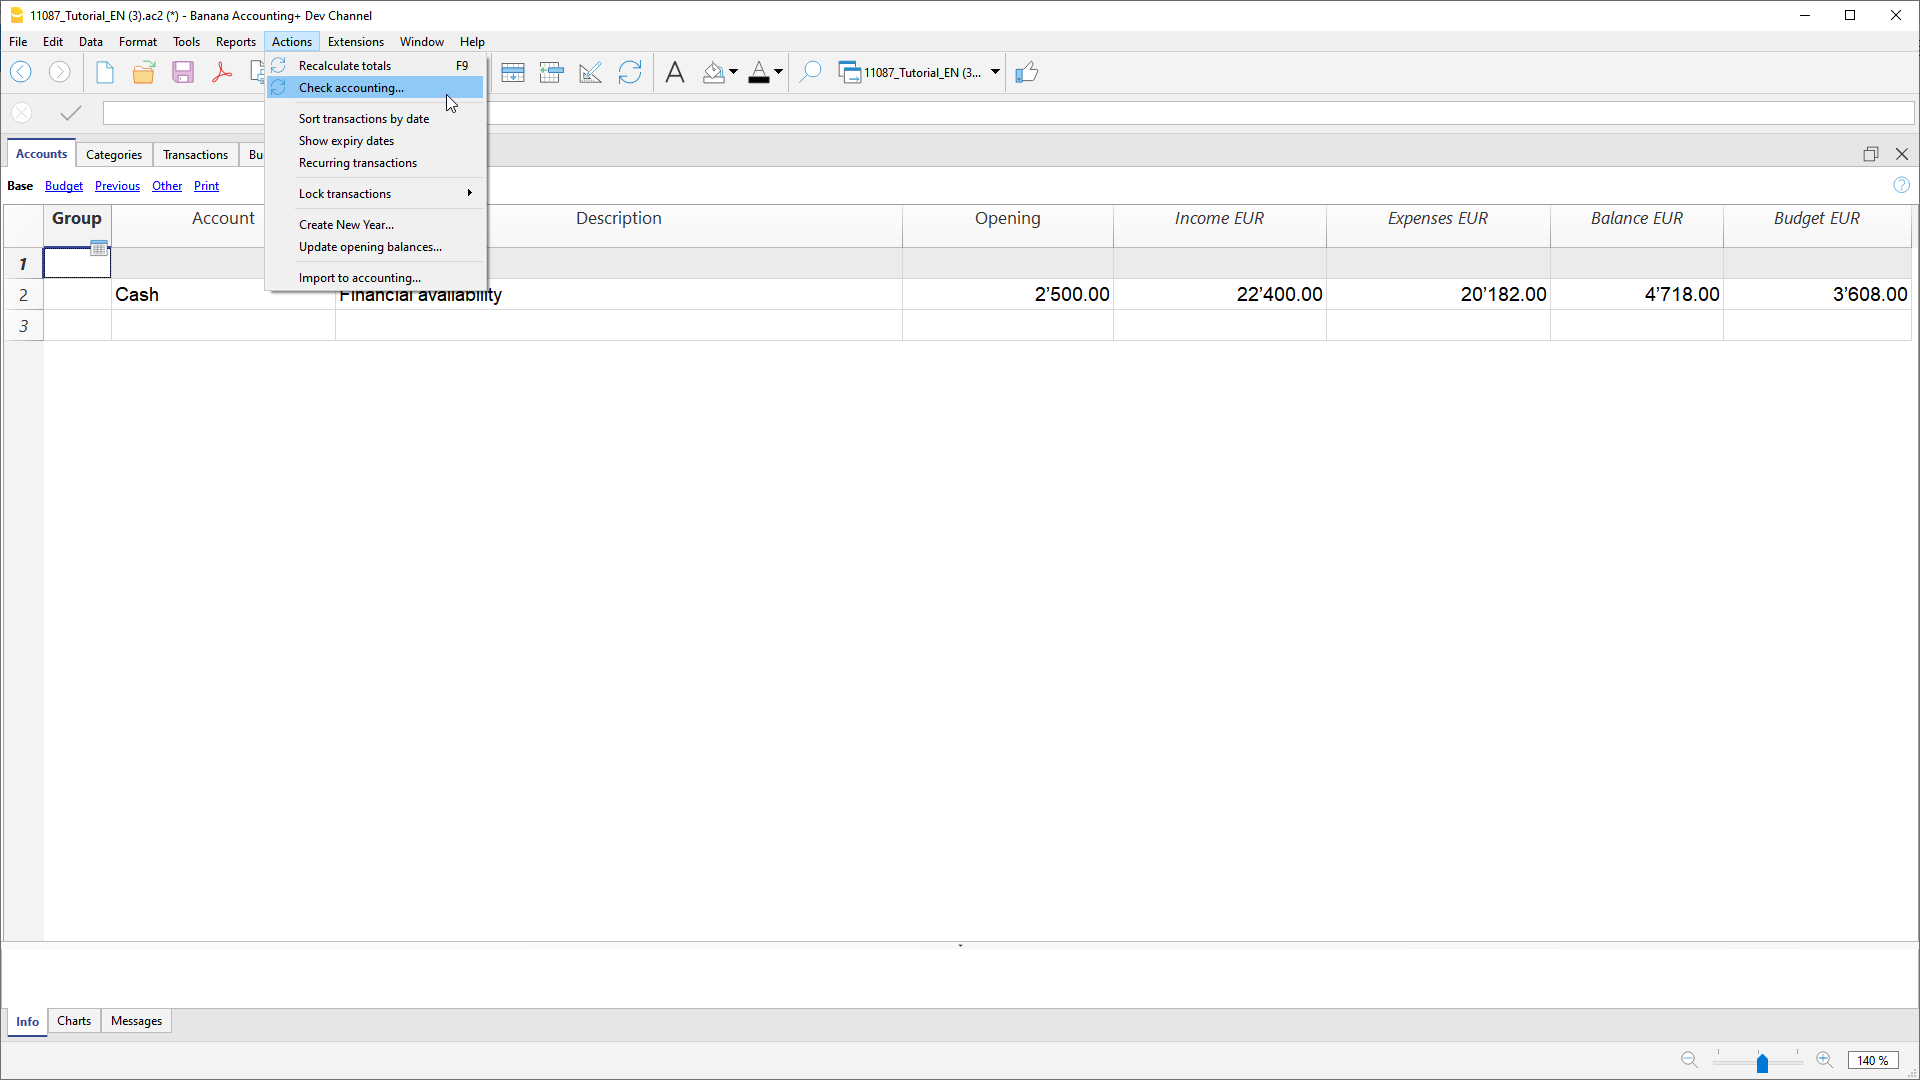 11087_Tutorial_EN (3).ac2 (*) - Banana Accounting+ Dev Channel
File Edit Data Format Tools Reports Actions Extensions Window Help
Recalculate totals F9
Check accounting...
Sort transactions by date
Show expiry dates
Recurring transactions
Lock transactions
Create New Year...
Update opening balances...
Import to accounting...
11087_Tutorial_EN (3...
Accounts Categories Transactions Bu
Base Budget Previous Other Print
Group Account Description Opening Income EUR Expenses EUR Balance EUR Budget EUR
1
2 Cash Financial availability 2’500.00 22’400.00 20’182.00 4’718.00 3’608.00
3
Info Charts Messages
140 %